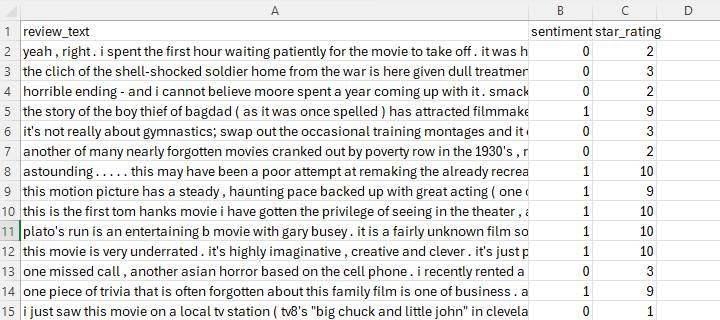 A B C D
1 review_text sentiment star_rating
2 yeah , right . i spent the first hour waiting patiently for the movie to take off . it was h 0 2
3 the clich of the shell-shocked soldier home from the war is here given dull treatmen 0 3
4 horrible ending - and i cannot believe moore spent a year coming up with it . smack 0 2
5 the story of the boy thief of bagdad ( as it was once spelled ) has attracted filmmake 1 9
6 it's not really about gymnastics; swap out the occasional training montages and it 0 3
7 another of many nearly forgotten movies cranked out by poverty row in the 1930's , r 0 2
8 astounding . . . . . this may have been a poor attempt at remaking the already recrea 1 10
9 this motion picture has a steady , haunting pace backed up with great acting ( one 1 9
10 this is the first tom hanks movie i have gotten the privilege of seeing in the theater , 1 10
11 plato's run is an entertaining b movie with gary busey . it is a fairly unknown film so 1 10
12 this movie is very underrated . it's highly imaginative , creative and clever . it's just p 1 10
13 one missed call , another asian horror based on the cell phone . i recently rented a 0 3
14 one piece of trivia that is often forgotten about this family film is one of business . a 1 9
15 i just saw this movie on a local tv station ( tv8's "big chuck and little john" in clevela 0 1